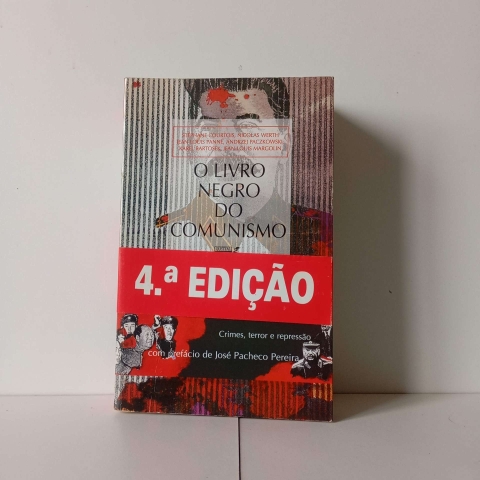 STÉPHANE COURTOIS, NICOLAS WERTH
JEAN-LOUIS PANNÉ, ANDRZEJ PACZKOWSKI,
KAREL BARTOSEK, JEAN-LOUIS MARGOLIN
O LIVRO
NEGRO
DO
COMUNISMO
4.ª EDIÇÃO
Crimes, terror e repressão
com prefácio de José Pacheco Pereira